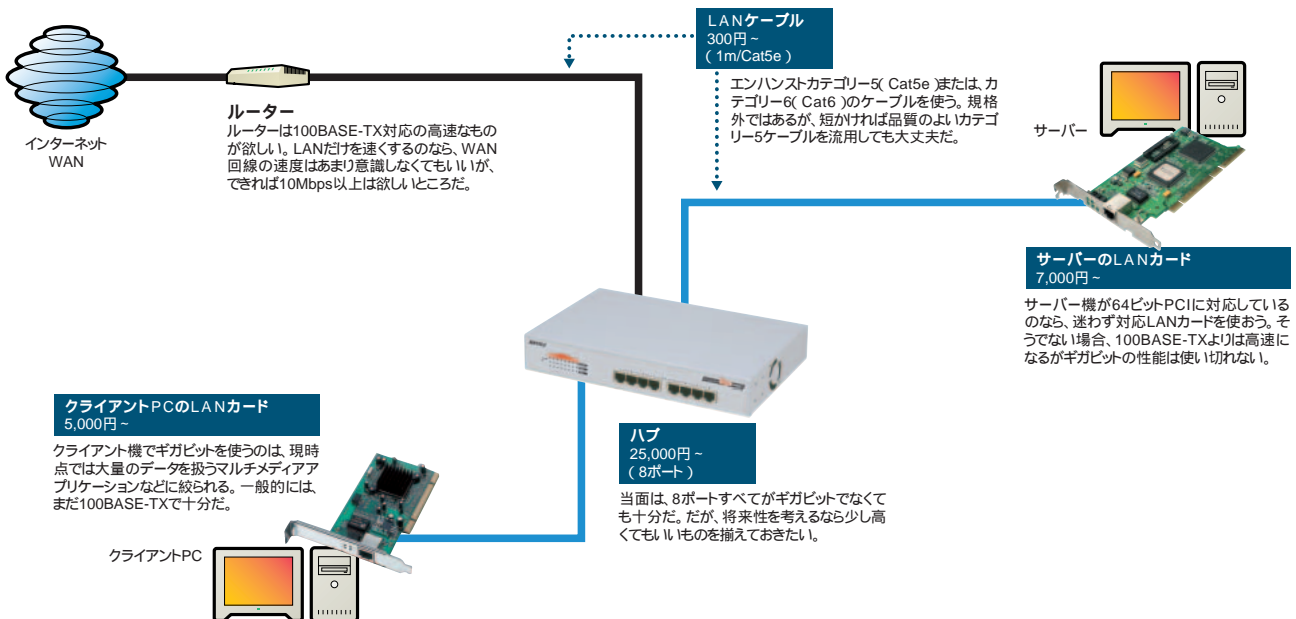 LANケーブル
300円~
( 1m/Cat5e )
エンハンストカテゴリー5( Cat5e )または、カ
テゴリー6( Cat6 )のケーブルを使う。規格
外ではあるが、短かければ品質のよいカテゴ
リー5ケーブルを流用しても大丈夫だ。
インターネット
WAN
ルーター
ルーターは100BASE-TX対応の高速なもの
が欲しい。LANだけを速くするのなら、WAN
回線の速度はあまり意識しなくてもいいが、
できれば10Mbps以上は欲しいところだ。
サーバー
サーバーのLANカード
7,000円~
サーバー機が64ビットPCIに対応している
のなら、迷わず対応LANカードを使おう。そ
うでない場合、100BASE-TXよりは高速に
なるがギガビットの性能は使い切れない。
クライアントPCのLANカード
5,000円~
クライアント機でギガビットを使うのは、現時
点では大量のデータを扱うマルチメディアア
プリケーションなどに絞られる。一般的には、
まだ100BASE-TXで十分だ。
ハブ
25,000円~
( 8ポート )
当面は、8ポートすべてがギガビットでなくて
も十分だ。だが、将来性を考えるなら少し高
くてもいいものを揃えておきたい。
クライアントPC